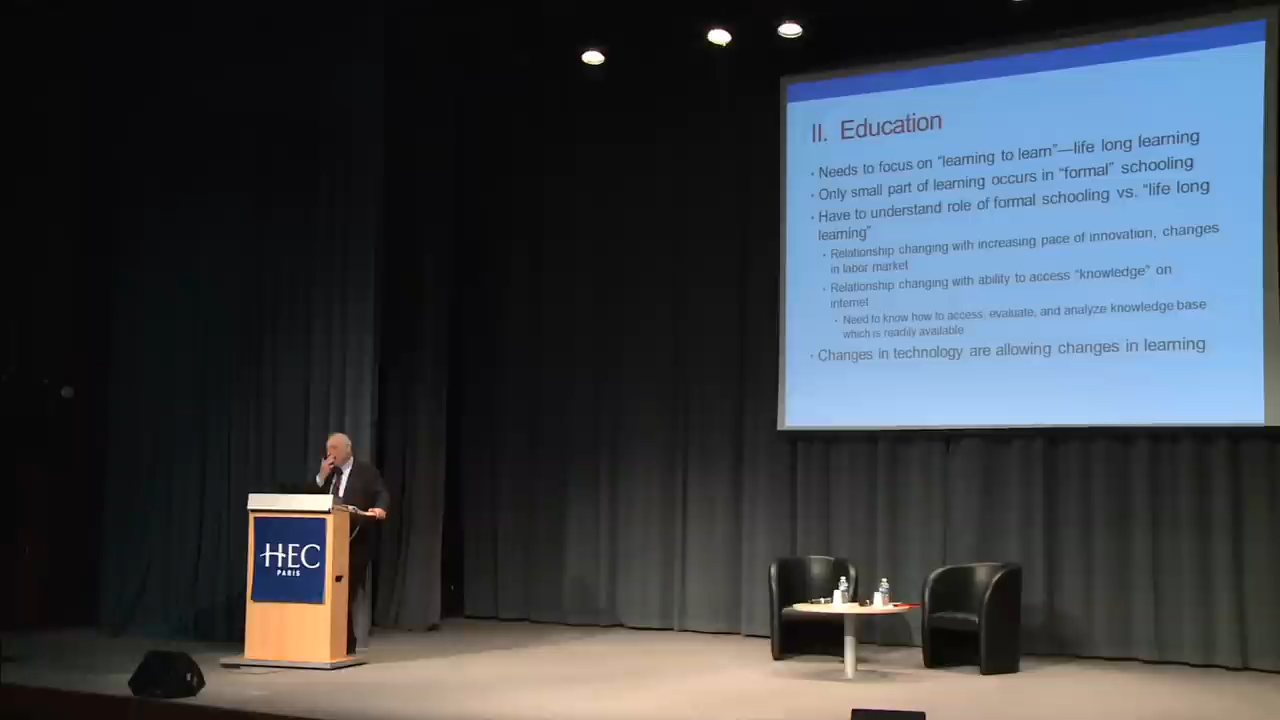 II. Education
· Needs to focus on “learning to learn”—life long learning
· Only small part of learning occurs in “formal” schooling
· Have to understand role of formal schooling vs. “life long
learning”
· Relationship changing with increasing pace of innovation, changes
in labor market
· Relationship changing with ability to access “knowledge” on
internet
· Need to know how to access, evaluate, and analyze knowledge base
which is readily available
· Changes in technology are allowing changes in learning
HEC
PARIS